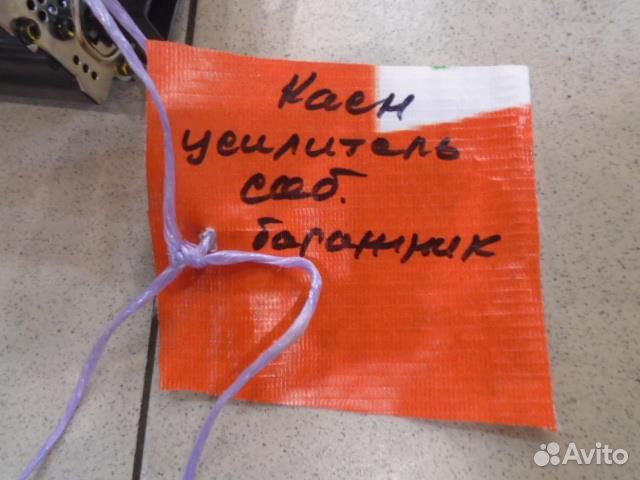 Каен
усилитель
саб.
багажник
Avito